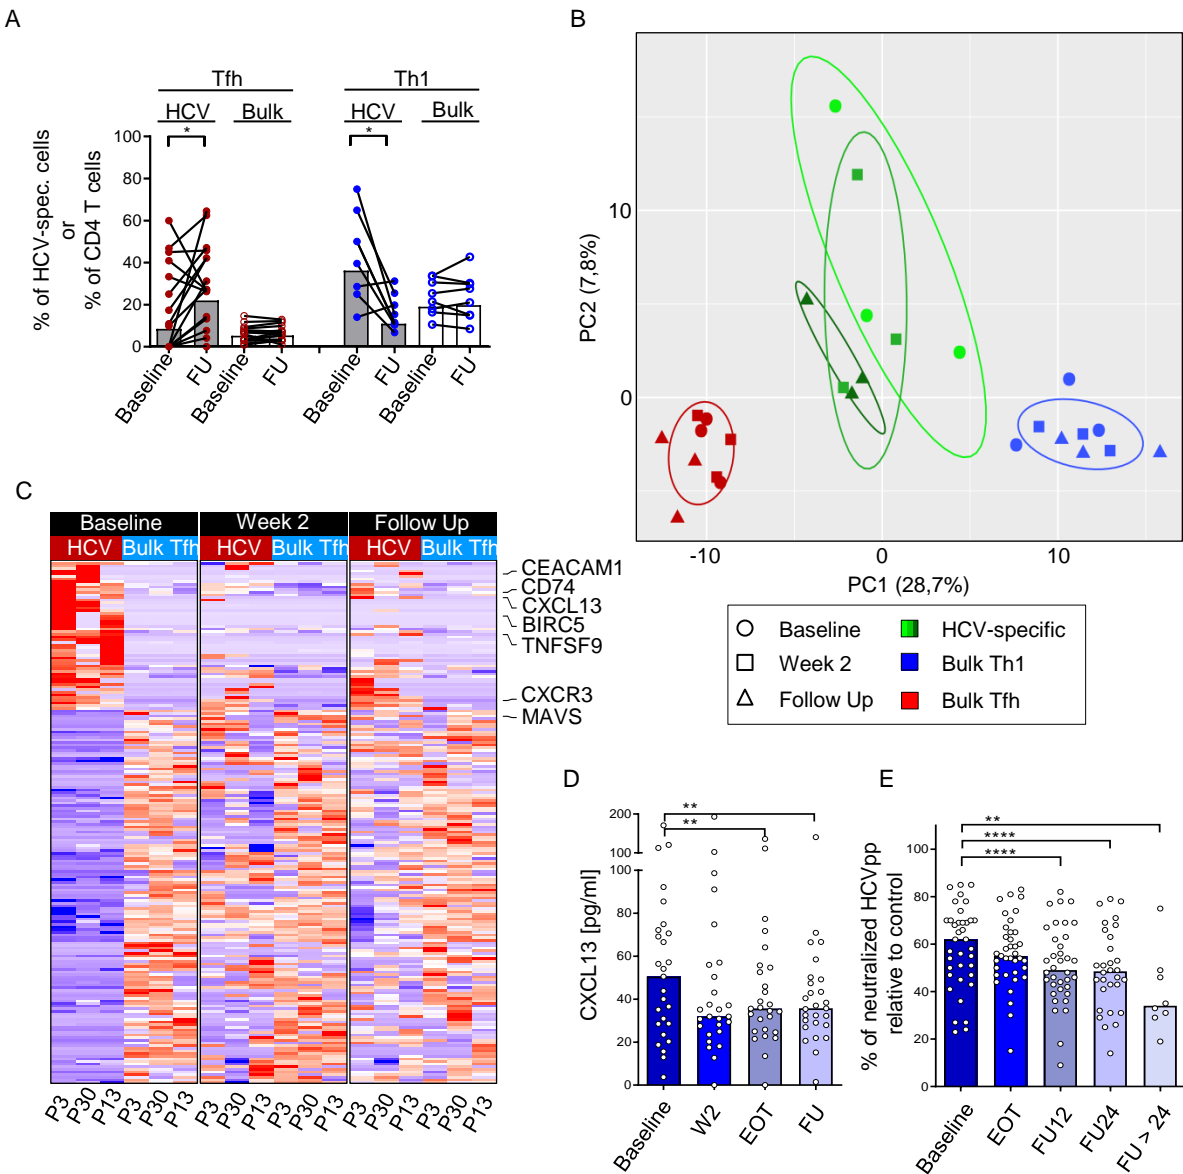 A
Tfh
Th1
HCV
Bulk
HCV
Bulk
*
*
% of HCV-spec. cells
or
% of CD4 T cells
100
80
60
40
20
0
Baseline
FU
Baseline
FU
Baseline
FU
Baseline
FU
B
PC2 (7,8%)
10
0
-10
0
10
PC1 (28,7%)
Baseline
HCV-specific
Week 2
Bulk Th1
Follow Up
Bulk Tfh
C
Baseline
Week 2
Follow Up
HCV
Bulk Tfh
HCV
Bulk Tfh
HCV
Bulk Tfh
CEACAM1
CD74
CXCL13
BIRC5
TNFSF9
CXCR3
MAVS
P3
P30
P13
P3
P30
P13
P3
P30
P13
P3
P30
P13
P3
P30
P13
P3
P30
P13
D
CXCL13 [pg/ml]
200
100
100
80
60
40
20
0
**
**
Baseline
W2
EOT
FU
E
% of neutralized HCVpp
relative to control
100
80
60
40
20
0
**
****
****
Baseline
EOT
FU12
FU24
FU > 24